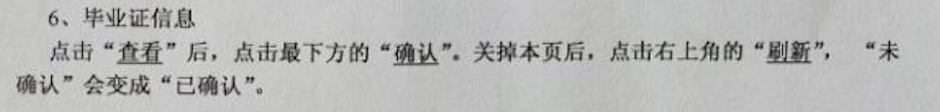 6、毕业证信息
点击“查看”后，点击最下方的“确认”。关掉本页后，点击右上角的“刷新”， “未
确认”会变成“已确认”。